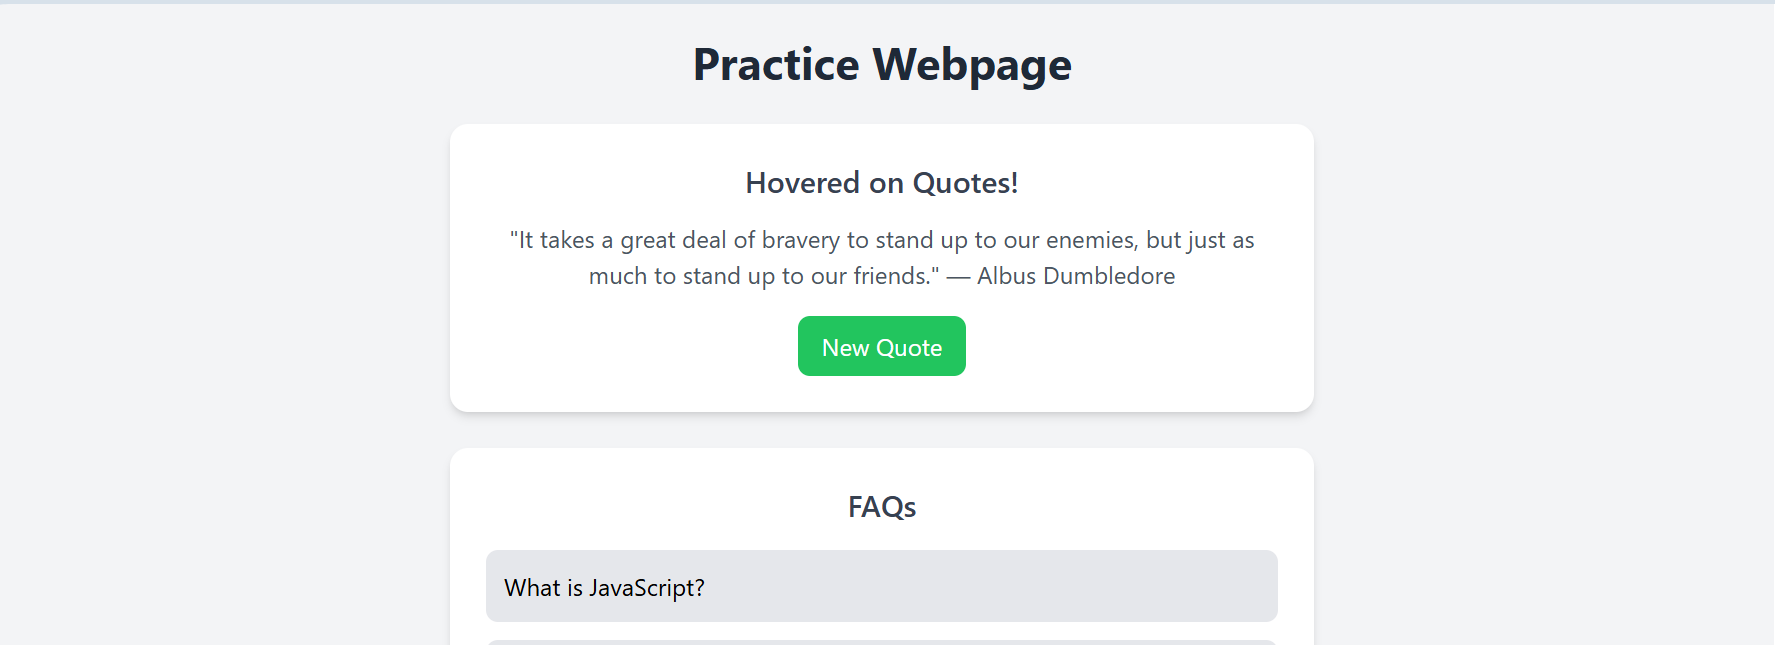 Practice Webpage
Hovered on Quotes!
"It takes a great deal of bravery to stand up to our enemies, but just as
much to stand up to our friends." — Albus Dumbledore
New Quote
FAQs
What is JavaScript?